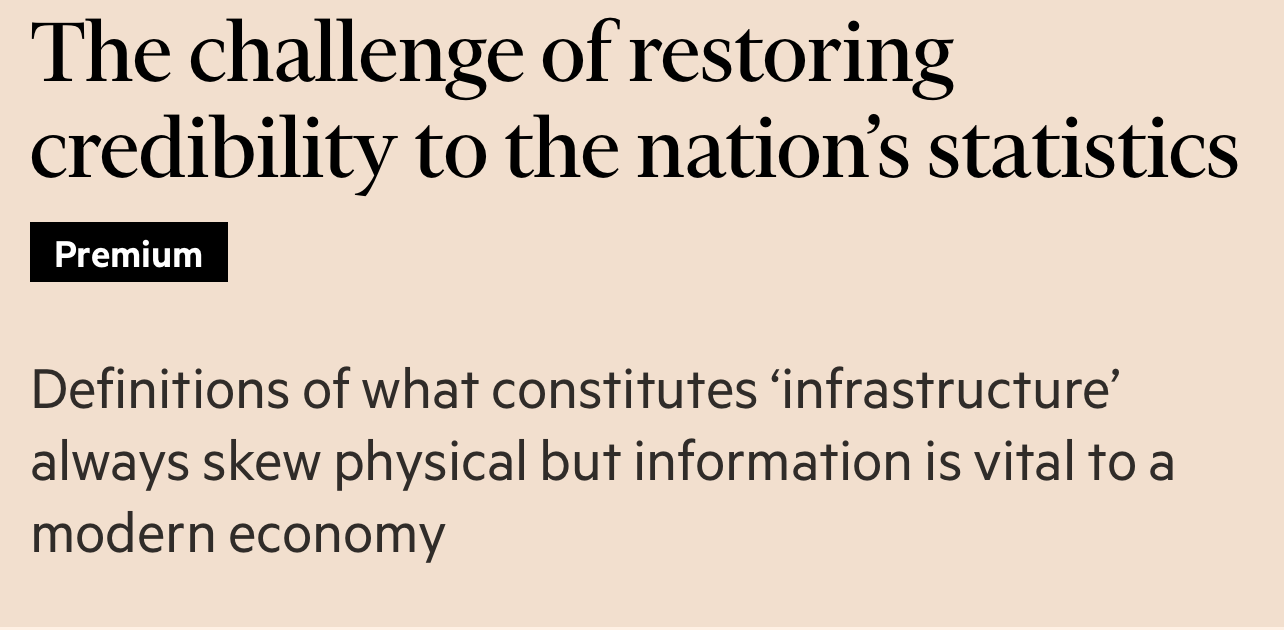 The challenge of restoring
credibility to the nation’s statistics
Premium
Definitions of what constitutes ‘infrastructure’
always skew physical but information is vital to a
modern economy